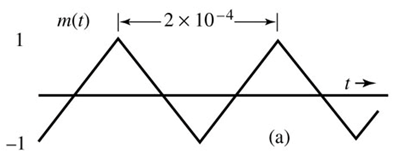 m(t)
2 × 10⁻⁴
1
t→
−1
(a)